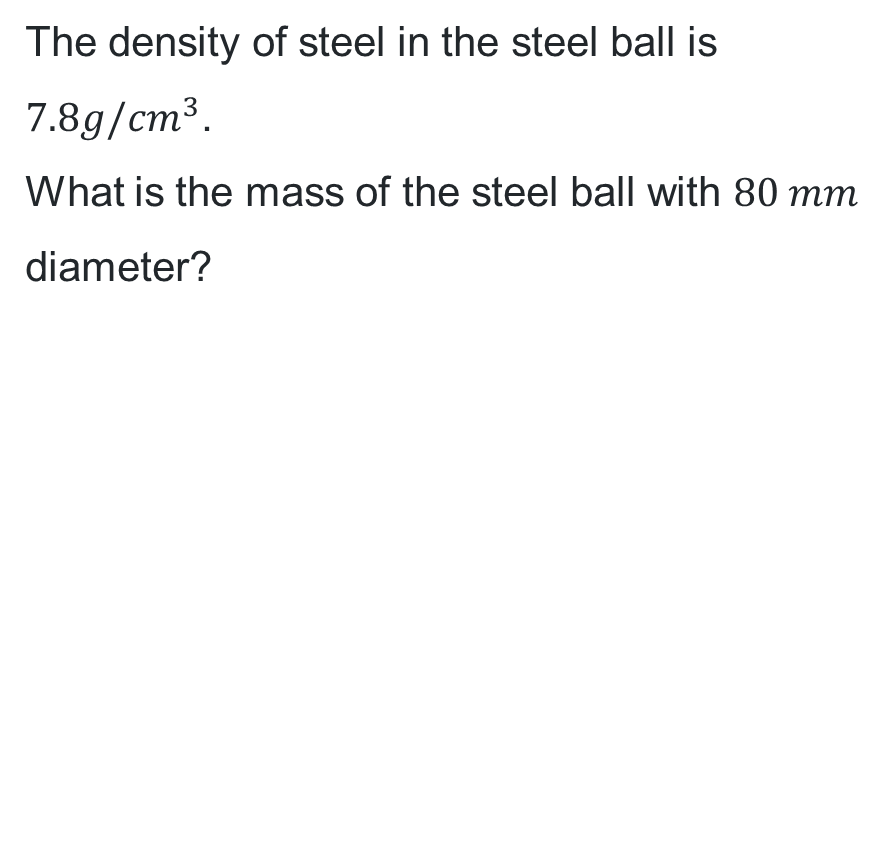 The density of steel in the steel ball is
7.8g/cm³.
What is the mass of the steel ball with 80 mm
diameter?